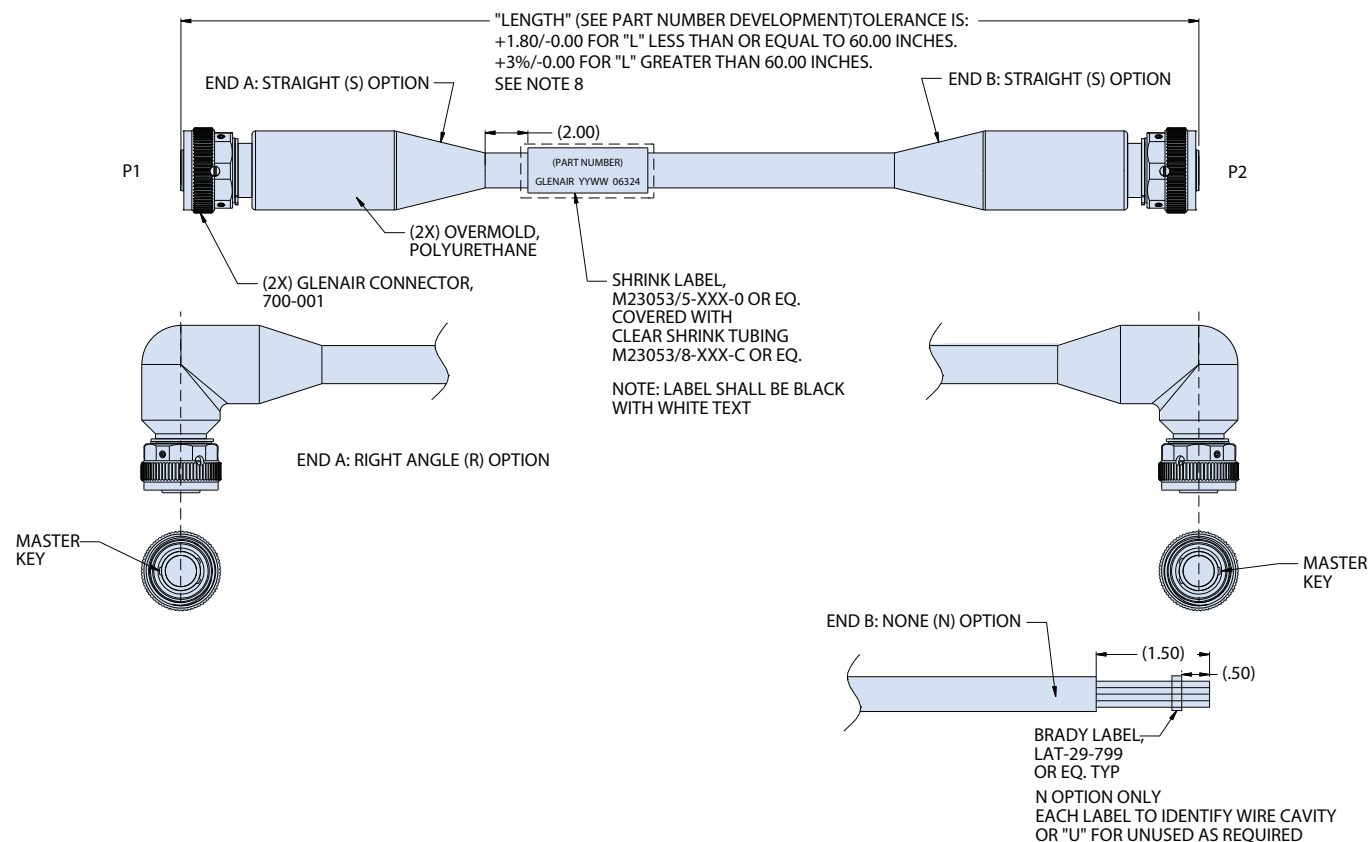 "LENGTH" (SEE PART NUMBER DEVELOPMENT)TOLERANCE IS:
+1.80/-0.00 FOR "L" LESS THAN OR EQUAL TO 60.00 INCHES.
+3%/-0.00 FOR "L" GREATER THAN 60.00 INCHES.
SEE NOTE 8
END A: STRAIGHT (S) OPTION
END B: STRAIGHT (S) OPTION
(2.00)
P1
(PART NUMBER)
GLENAIR YYWW 06324
P2
(2X) OVERMOLD,
POLYURETHANE
(2X) GLENAIR CONNECTOR,
700-001
SHRINK LABEL,
M23053/5-XXX-0 OR EQ.
COVERED WITH
CLEAR SHRINK TUBING
M23053/8-XXX-C OR EQ.
NOTE: LABEL SHALL BE BLACK
WITH WHITE TEXT
END A: RIGHT ANGLE (R) OPTION
MASTER
KEY
MASTER
KEY
END B: NONE (N) OPTION
(1.50)
(.50)
BRADY LABEL,
LAT-29-799
OR EQ. TYP
N OPTION ONLY
EACH LABEL TO IDENTIFY WIRE CAVITY
OR "U" FOR UNUSED AS REQUIRED